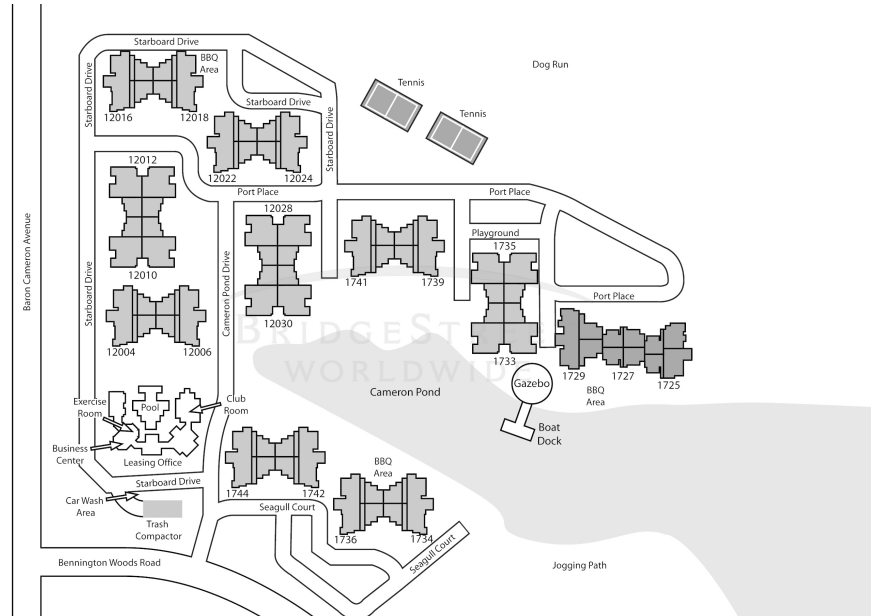 Starboard Drive
BBQ
Area
Dog Run
Starboard Drive
Tennis
Tennis
Starboard Drive
Starboard Drive
12016
12018
12012
12022
12024
Port Place
Port Place
12028
Playground
1735
Baron Cameron Avenue
12010
Starboard Drive
Cameron Pond Drive
1741
1739
Port Place
12030
BRIDGESTREET
WORLDWIDE
12004
12006
1733
1729
1727
1725
Gazebo
BBQ
Area
Cameron Pond
Exercise
Room
Pool
Club
Room
Boat
Dock
Business
Center
Leasing Office
BBQ
Area
Starboard Drive
1744
1742
Car Wash
Area
Seagull Court
Trash
Compactor
1736
1734
Seagull Court
Bennington Woods Road
Jogging Path